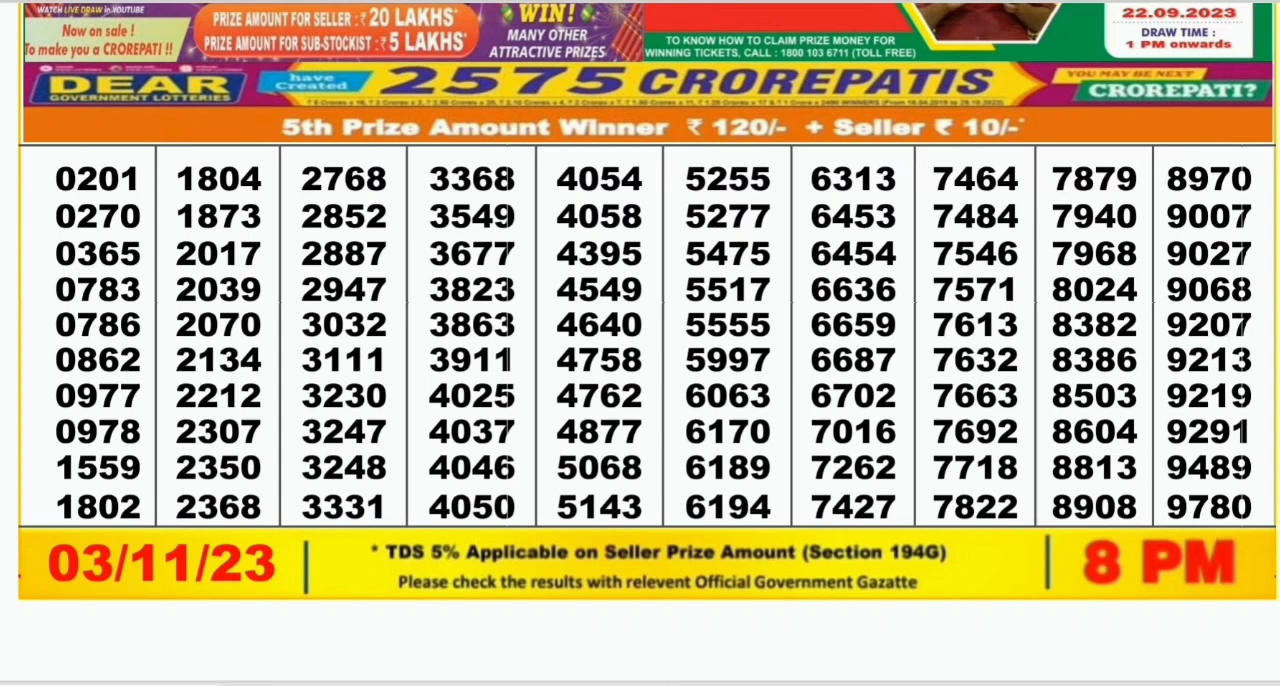 WATCH LIVE DRAW in YOUTUBE
Now on sale !
To make you a CROREPATI !!
PRIZE AMOUNT FOR SELLER : ₹ 20 LAKHS*
PRIZE AMOUNT FOR SUB-STOCKIST : ₹ 5 LAKHS*
WIN !
MANY OTHER
ATTRACTIVE PRIZES
TO KNOW HOW TO CLAIM PRIZE MONEY FOR
WINNING TICKETS, CALL : 1800 103 6711 (TOLL FREE)
22.09.2023
DRAW TIME :
1 PM onwards
DEAR
GOVERNMENT LOTTERIES
have
Created
2575 CROREPATIS
YOU MAY BE NEXT
CROREPATI?
5th Prize Amount Winner ₹ 120/- + Seller ₹ 10/-*
0201 1804 2768 3368 4054 5255 6313 7464 7879 8970
0270 1873 2852 3549 4058 5277 6453 7484 7940 9007
0365 2017 2887 3677 4395 5475 6454 7546 7968 9027
0783 2039 2947 3823 4549 5517 6636 7571 8024 9068
0786 2070 3032 3863 4640 5555 6659 7613 8382 9207
0862 2134 3111 3911 4758 5997 6687 7632 8386 9213
0977 2212 3230 4025 4762 6063 6702 7663 8503 9219
0978 2307 3247 4037 4877 6170 7016 7692 8604 9291
1559 2350 3248 4046 5068 6189 7262 7718 8813 9489
1802 2368 3331 4050 5143 6194 7427 7822 8908 9780
03/11/23
* TDS 5% Applicable on Seller Prize Amount (Section 194G)
Please check the results with relevent Official Government Gazatte
8 PM